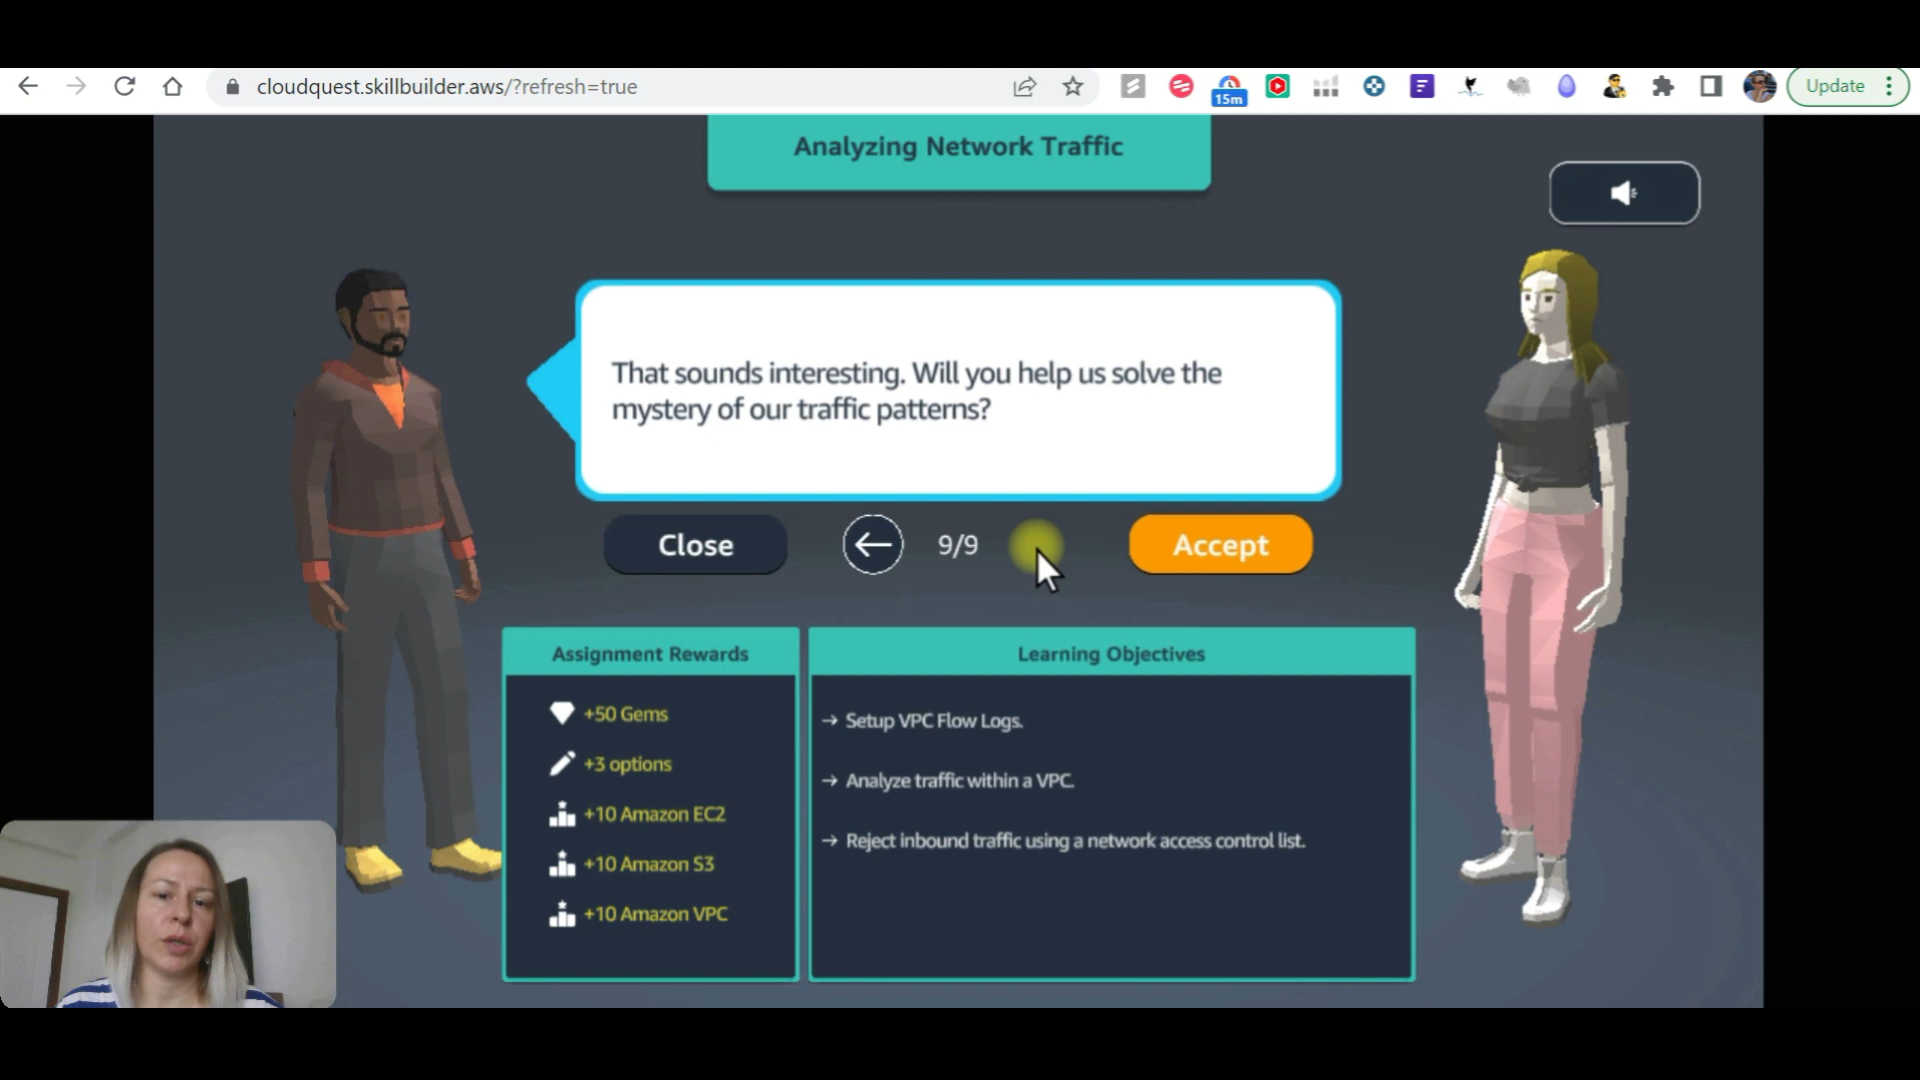 cloudquest.skillbuilder.aws/?refresh=true
15m
Update
Analyzing Network Traffic
That sounds interesting. Will you help us solve the
mystery of our traffic patterns?
Close
9/9
Accept
Assignment Rewards
+50 Gems
+3 options
+10 Amazon EC2
+10 Amazon S3
+10 Amazon VPC
Learning Objectives
→ Setup VPC Flow Logs.
→ Analyze traffic within a VPC.
→ Reject inbound traffic using a network access control list.